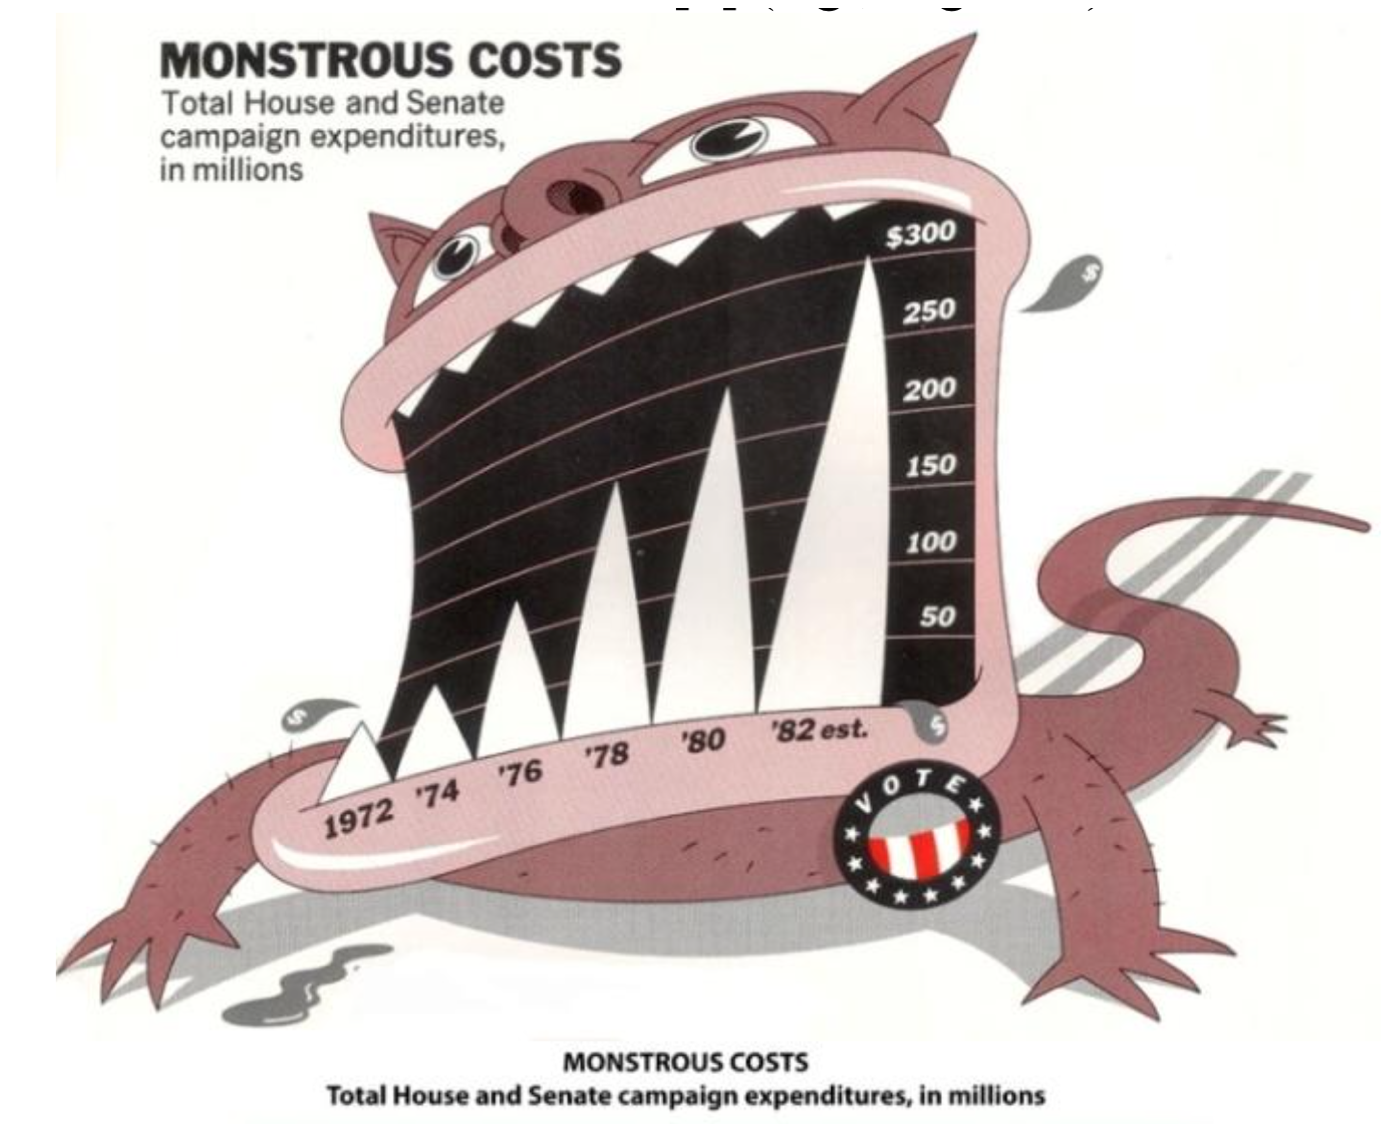 MONSTROUS COSTS
Total House and Senate
campaign expenditures,
in millions
$300
250
200
150
100
50
1972 '74 '76 '78 '80 '82 est.
$
$
$
VOTE
MONSTROUS COSTS
Total House and Senate campaign expenditures, in millions